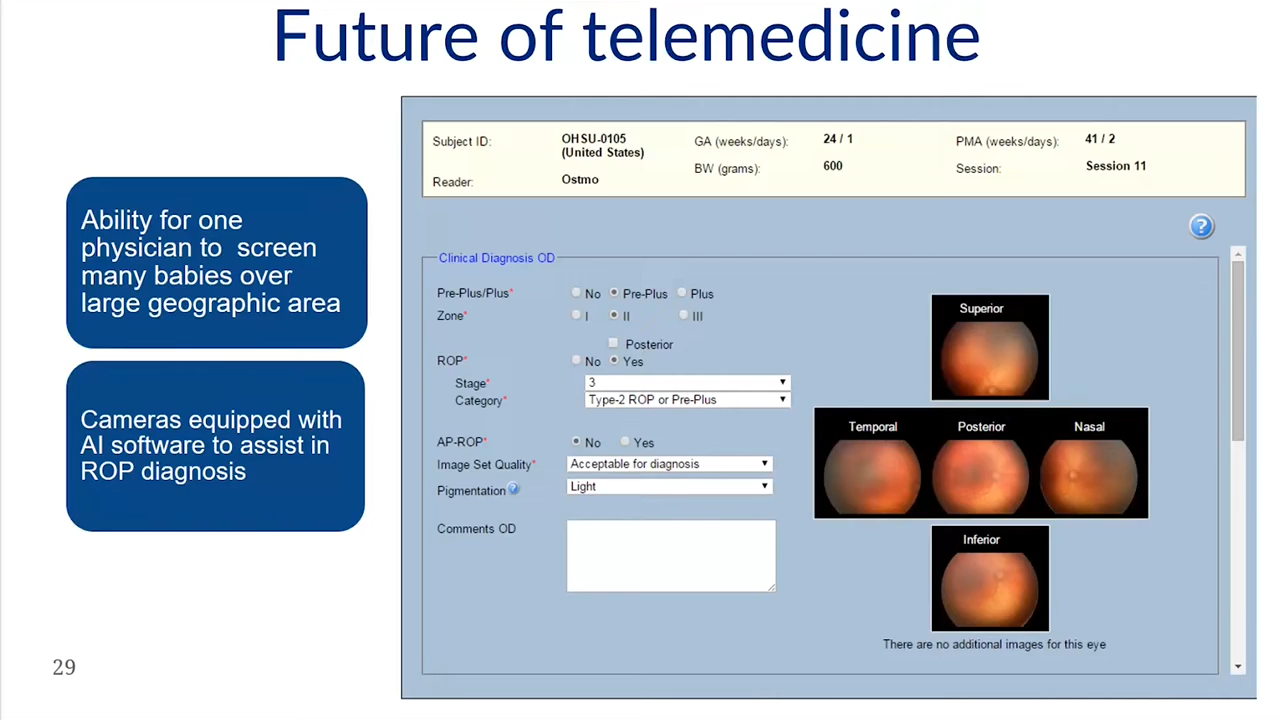 Future of telemedicine
Ability for one
physician to screen
many babies over
large geographic area
Cameras equipped with
AI software to assist in
ROP diagnosis
29
Subject ID: OHSU-0105 GA (weeks/days): 24 / 1 PMA (weeks/days): 41 / 2
(United States)
BW (grams): 600 Session: Session 11
Reader: Ostmo
?
Clinical Diagnosis OD
Pre-Plus/Plus* No Pre-Plus Plus
Zone* I II III
Posterior
ROP* No Yes
Stage* 3
Category* Type-2 ROP or Pre-Plus
AP-ROP* No Yes
Image Set Quality* Acceptable for diagnosis
Pigmentation ? Light
Comments OD
Superior
Temporal Posterior Nasal
Inferior
There are no additional images for this eye